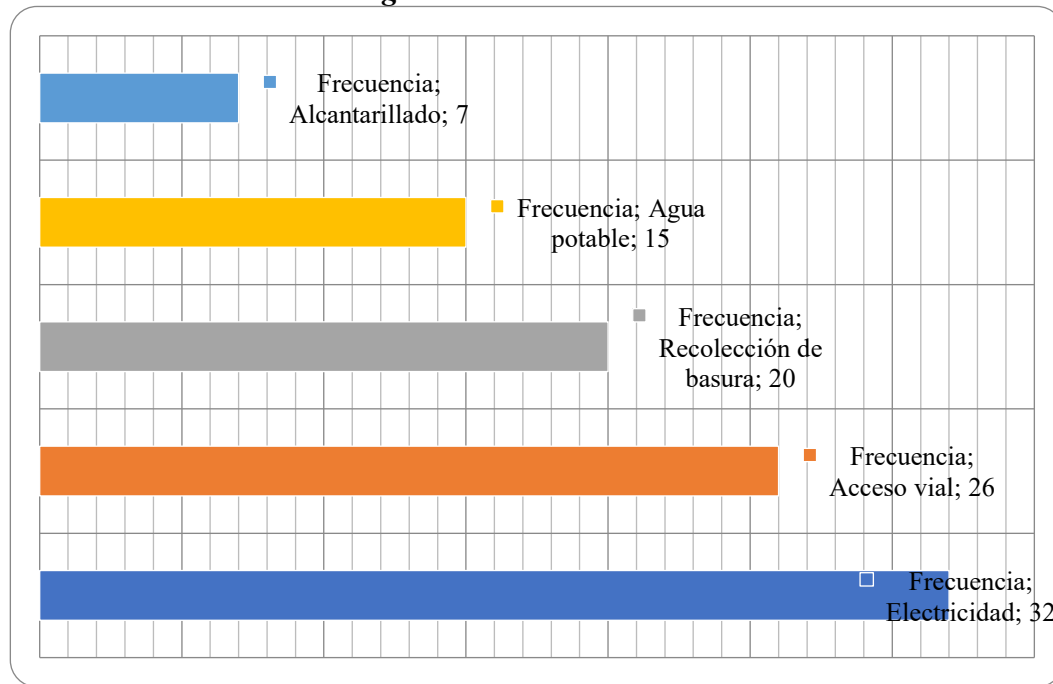 Frecuencia;
Alcantarillado; 7
Frecuencia; Agua
potable; 15
Frecuencia;
Recolección de
basura; 20
Frecuencia;
Acceso vial; 26
Frecuencia;
Electricidad; 32